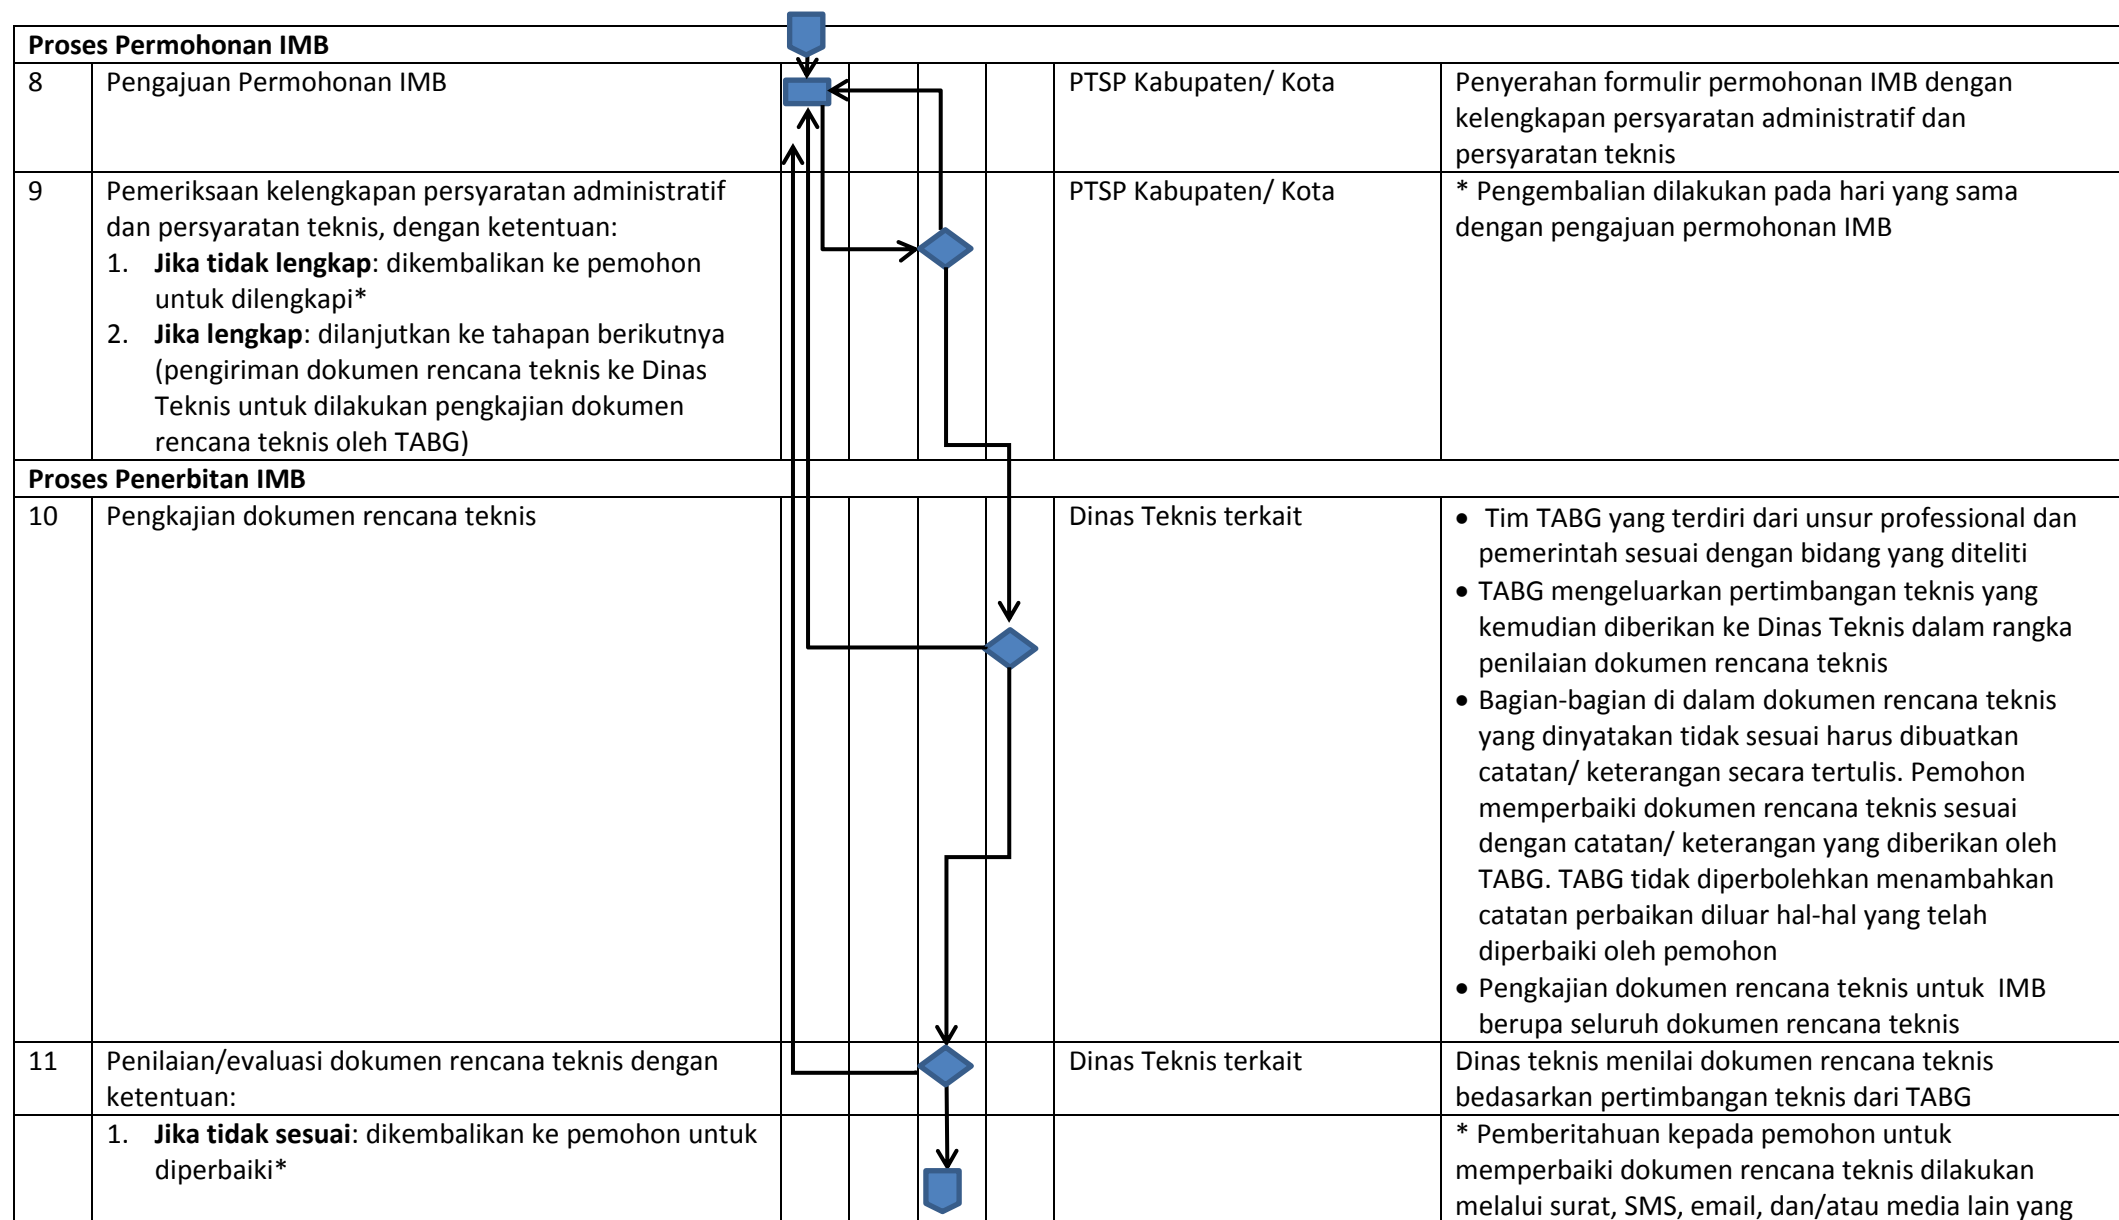 Proses Permohonan IMB
8 Pengajuan Permohonan IMB PTSP Kabupaten/ Kota Penyerahan formulir permohonan IMB dengan
kelengkapan persyaratan administratif dan
persyaratan teknis
9 Pemeriksaan kelengkapan persyaratan administratif PTSP Kabupaten/ Kota * Pengembalian dilakukan pada hari yang sama
dan persyaratan teknis, dengan ketentuan: dengan pengajuan permohonan IMB
1. Jika tidak lengkap: dikembalikan ke pemohon
untuk dilengkapi*
2. Jika lengkap: dilanjutkan ke tahapan berikutnya
(pengiriman dokumen rencana teknis ke Dinas
Teknis untuk dilakukan pengkajian dokumen
rencana teknis oleh TABG)
Proses Penerbitan IMB
10 Pengkajian dokumen rencana teknis Dinas Teknis terkait • Tim TABG yang terdiri dari unsur professional dan
pemerintah sesuai dengan bidang yang diteliti
• TABG mengeluarkan pertimbangan teknis yang
kemudian diberikan ke Dinas Teknis dalam rangka
penilaian dokumen rencana teknis
• Bagian-bagian di dalam dokumen rencana teknis
yang dinyatakan tidak sesuai harus dibuatkan
catatan/ keterangan secara tertulis. Pemohon
memperbaiki dokumen rencana teknis sesuai
dengan catatan/ keterangan yang diberikan oleh
TABG. TABG tidak diperbolehkan menambahkan
catatan perbaikan diluar hal-hal yang telah
diperbaiki oleh pemohon
• Pengkajian dokumen rencana teknis untuk IMB
berupa seluruh dokumen rencana teknis
11 Penilaian/evaluasi dokumen rencana teknis dengan Dinas Teknis terkait Dinas teknis menilai dokumen rencana teknis
ketentuan: bedasarkan pertimbangan teknis dari TABG
1. Jika tidak sesuai: dikembalikan ke pemohon untuk * Pemberitahuan kepada pemohon untuk
diperbaiki* memperbaiki dokumen rencana teknis dilakukan
melalui surat, SMS, email, dan/atau media lain yang